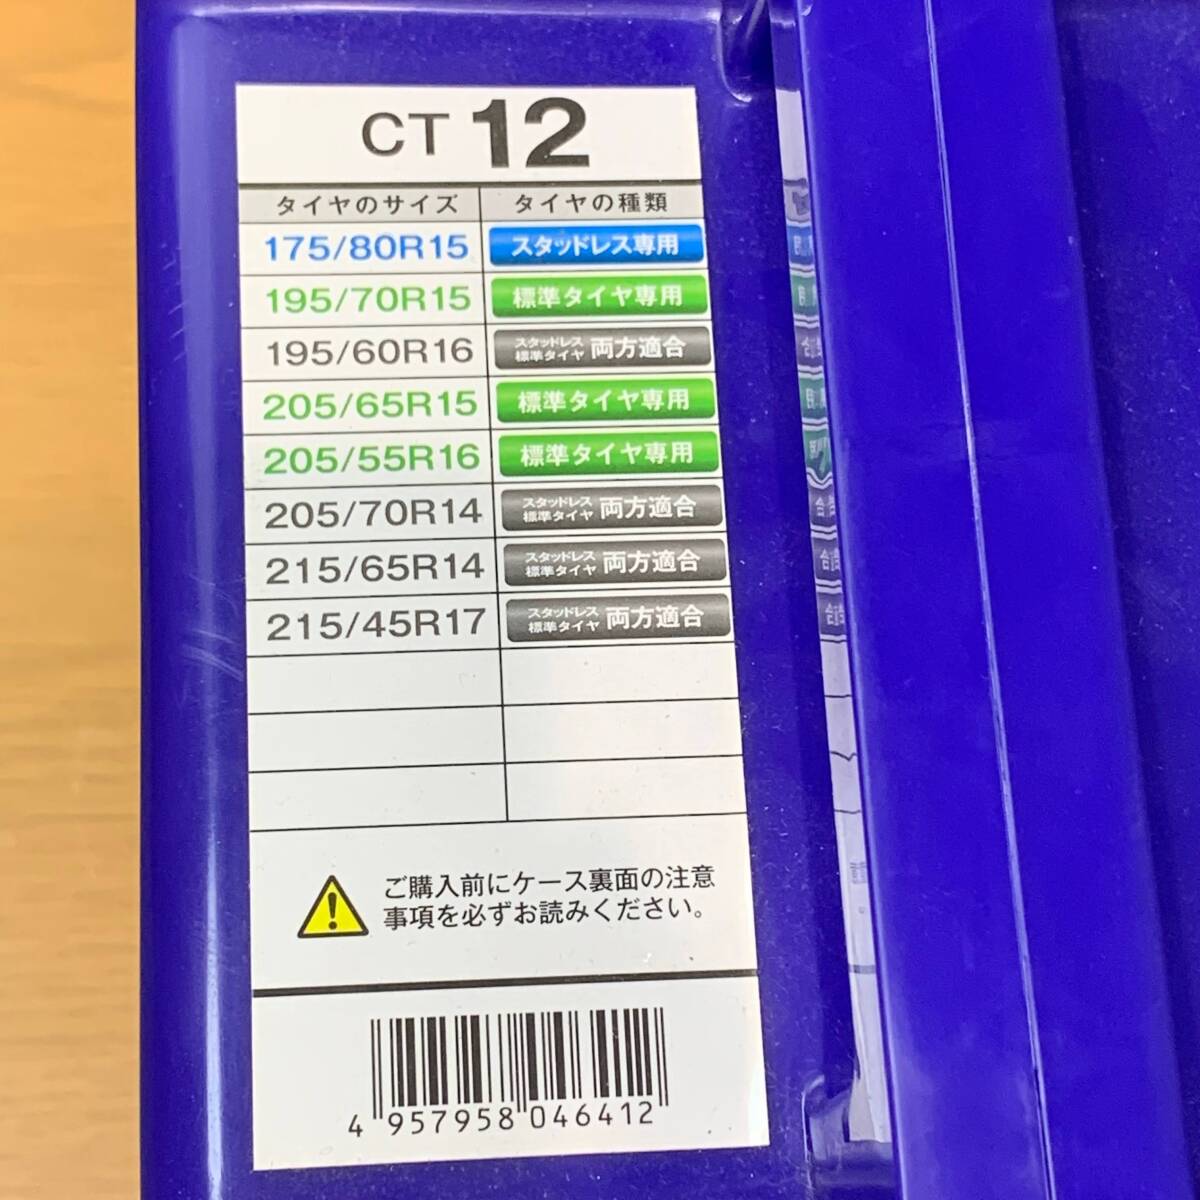 CT 12
タイヤのサイズ タイヤの種類
175/80R15 スタッドレス専用
195/70R15 標準タイヤ専用
195/60R16 スタッドレス 標準タイヤ 両方適合
205/65R15 標準タイヤ専用
205/55R16 標準タイヤ専用
205/70R14 スタッドレス 標準タイヤ 両方適合
215/65R14 スタッドレス 標準タイヤ 両方適合
215/45R17 スタッドレス 標準タイヤ 両方適合
ご購入前にケース裏面の注意
事項を必ずお読みください。
4 957958 046412